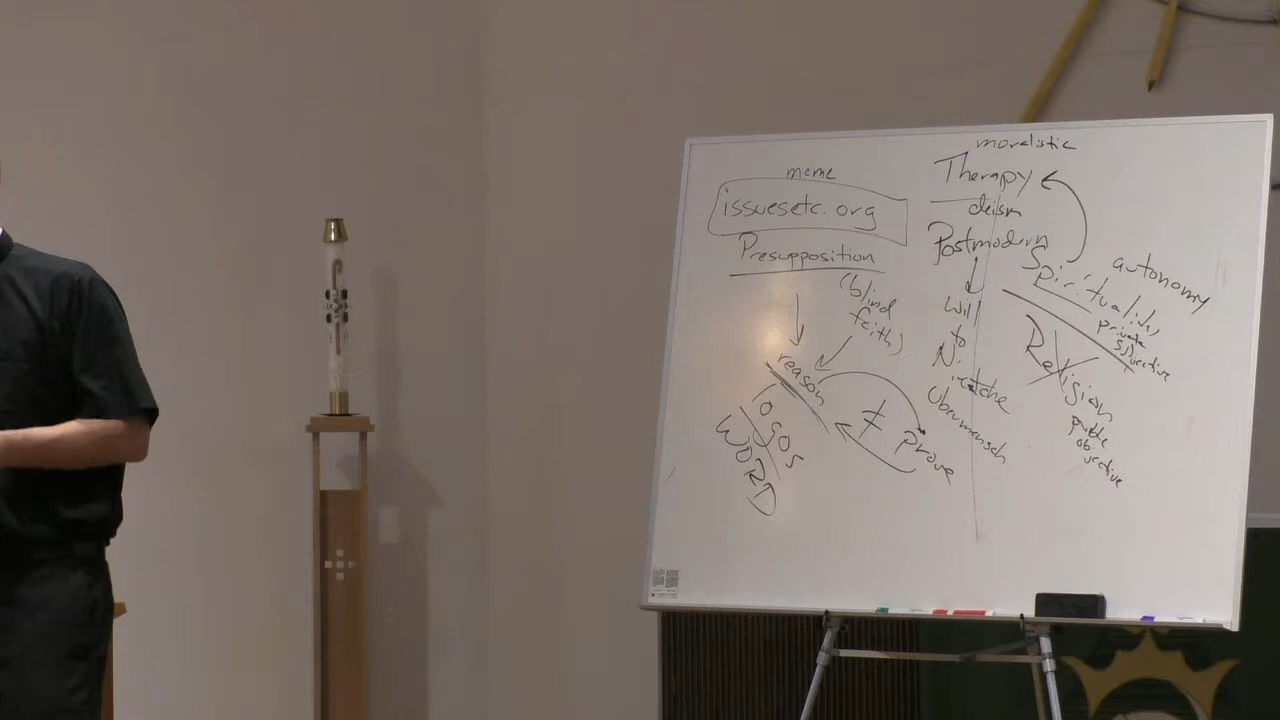 meme
issuesetc.org
Presupposition
(blind
faith)
reason
logos
WORD
≠ prove
moralistic
Therapy
deism
Postmodern
Will
to
N.ietzche
Ubermensch
autonomy
Spirituality
private
subjective
Religion
public
objective